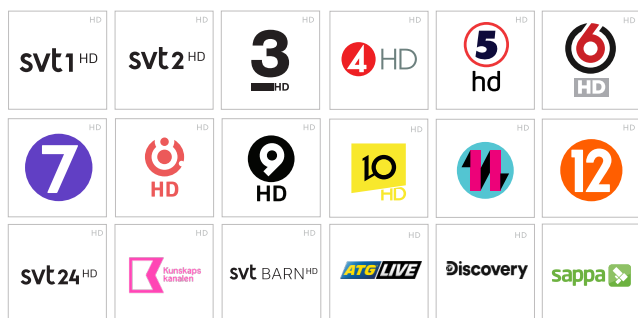 HD HD HD HD HD HD
svt1 HD svt2 HD 3 HD 4 HD 5 hd 6 HD
HD HD HD HD HD HD
7 8 HD 9 HD 10 HD 11 12
HD HD HD HD
svt24 HD Kunskaps kanalen svt BARN HD ATG LIVE Discovery sappa